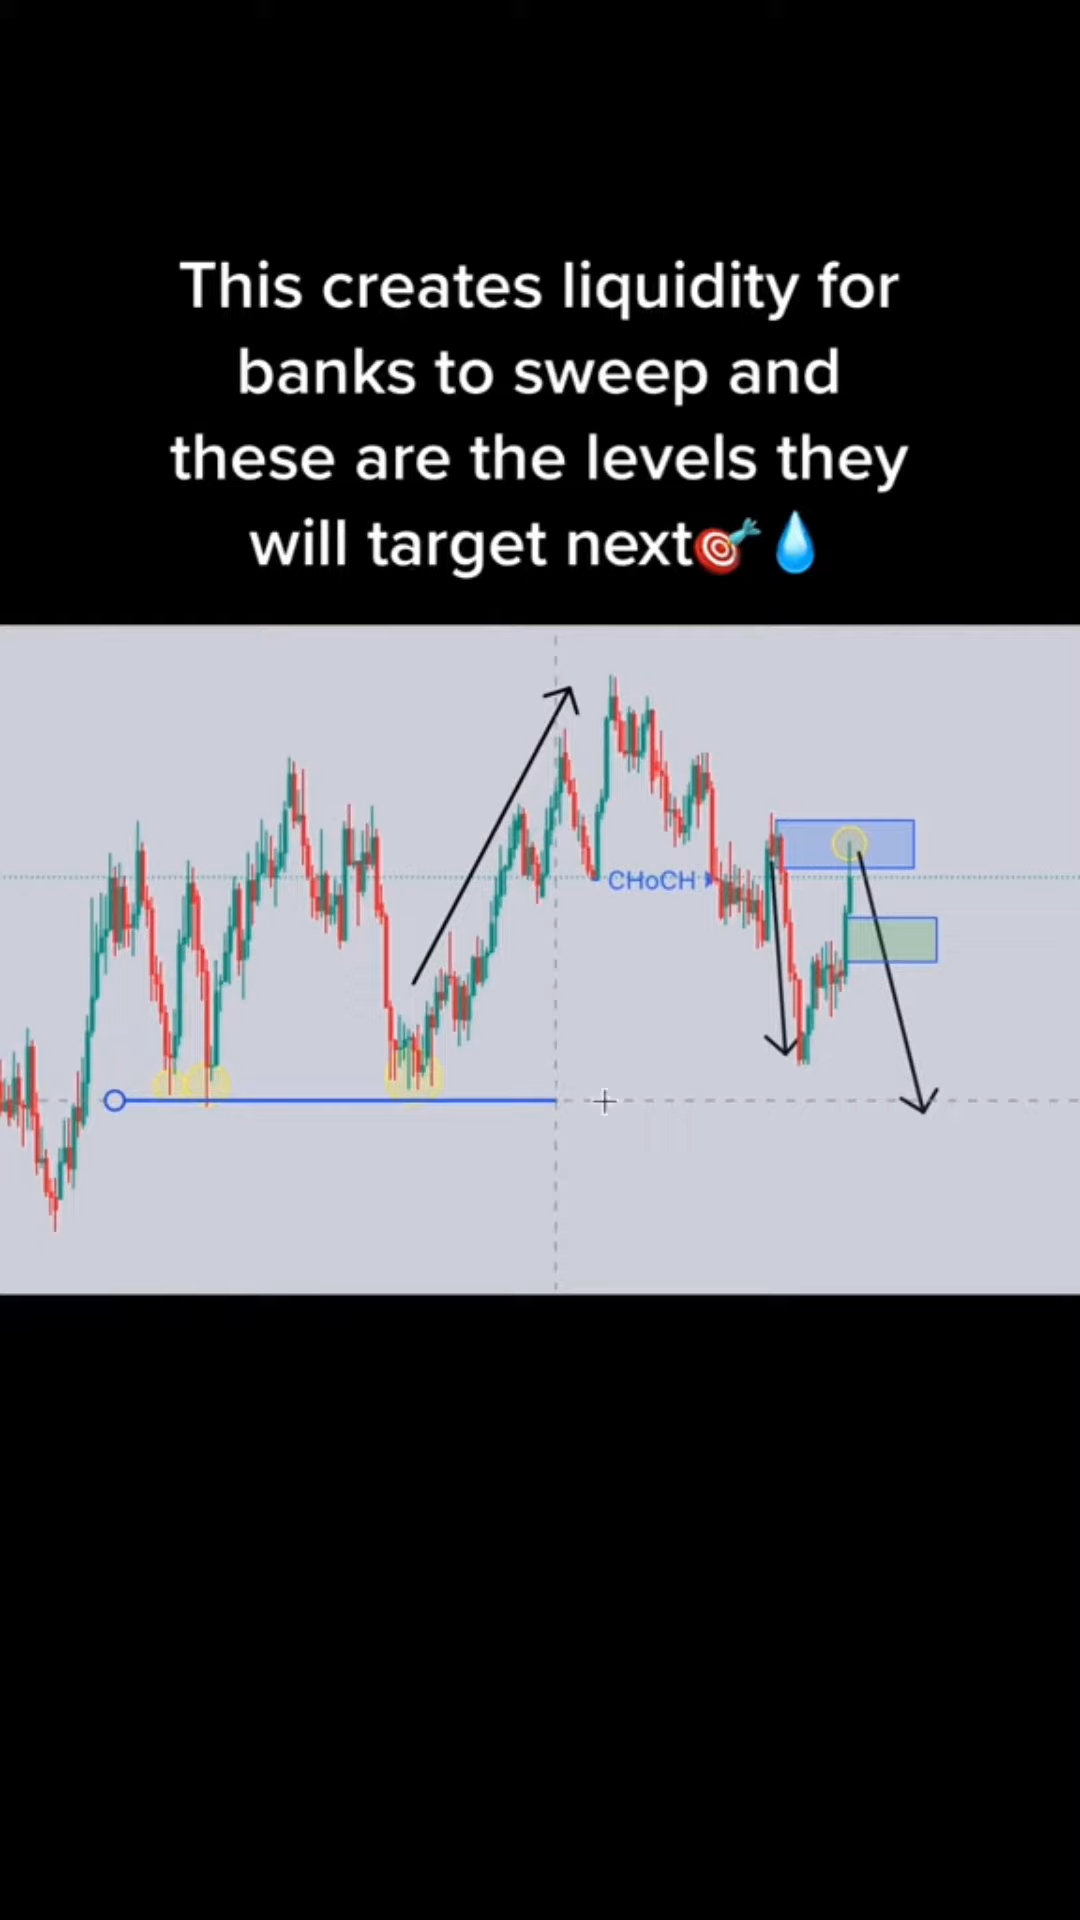 This creates liquidity for
banks to sweep and
these are the levels they
will target next🎯💧
CHoCH